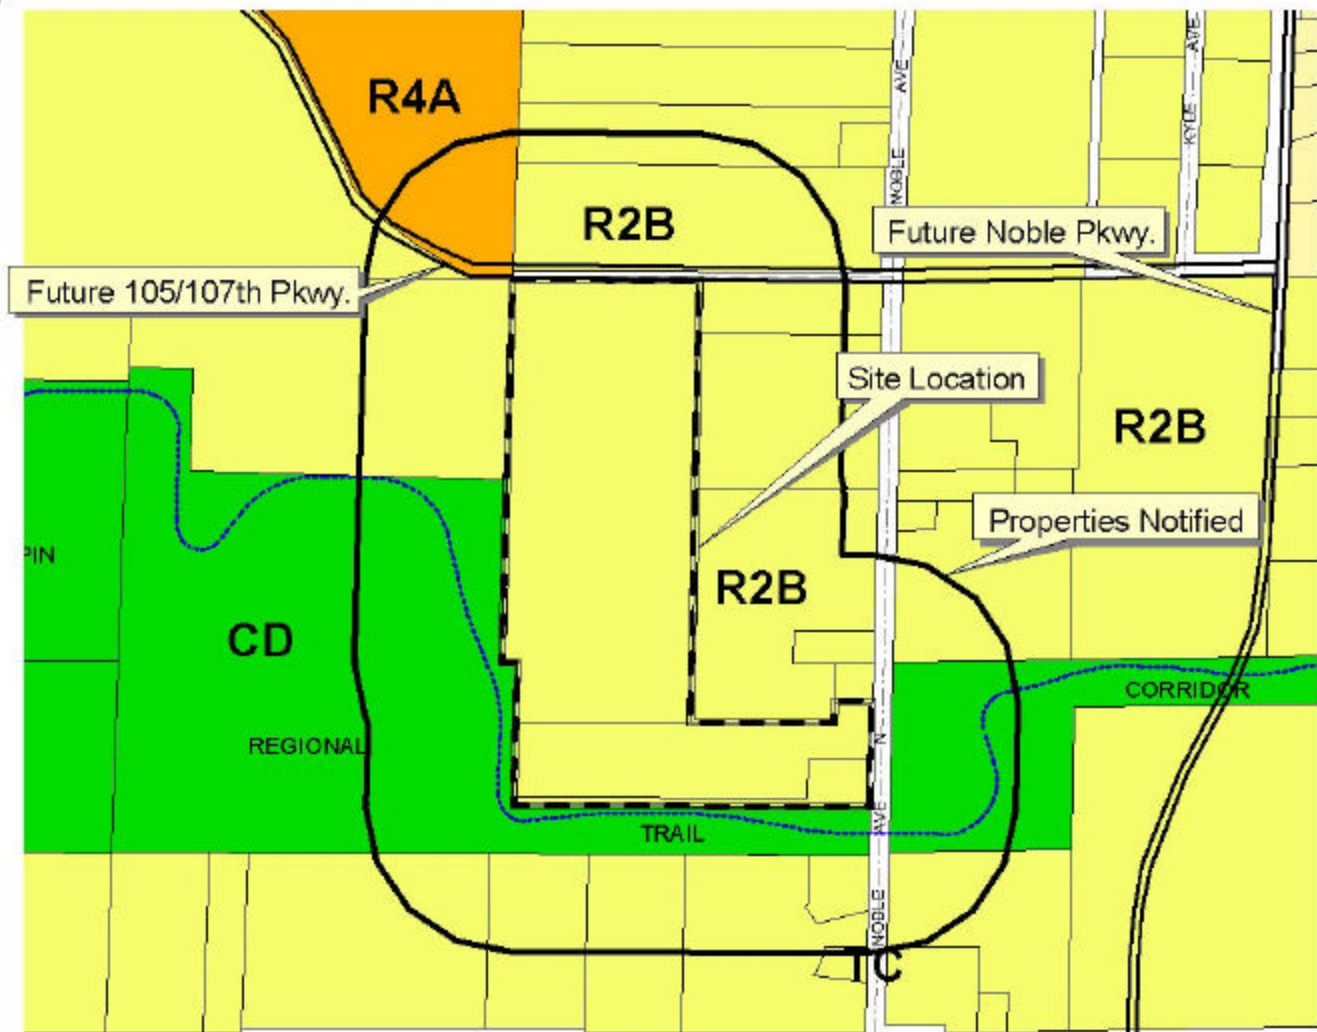 R4A
NOBLE AVE
KYLE AVE
R2B
Future Noble Pkwy.
Future 105/107th Pkwy.
Site Location
R2B
Properties Notified
PIN
R2B
CD
CORRIDOR
REGIONAL
TRAIL
NOBLE AVE N
TC